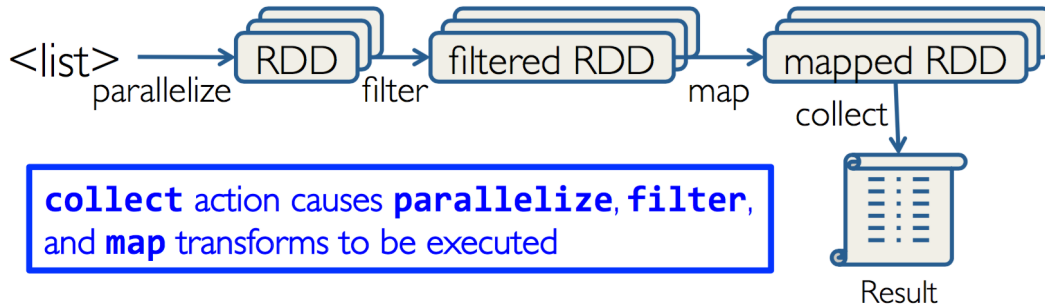 <list>
parallelize
RDD
filter
filtered RDD
map
mapped RDD
collect
collect action causes parallelize, filter,
and map transforms to be executed
Result